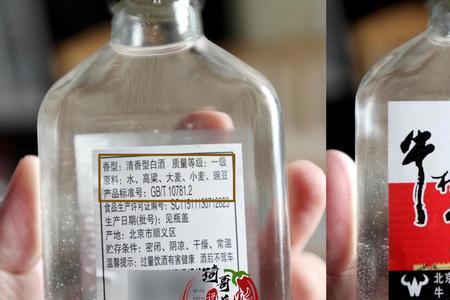 香型：清香型白酒 质量等级：一级
原料：水、高粱、大麦、小麦、豌豆
产品标准号：GB/T10781.2
食品生产许可证编号：SC11511130712023
生产日期(批号)：见瓶盖
产地：北京市顺义区
贮存条件：密闭、阴凉、干燥、常温
温馨提示：过量饮酒有害健康 酒后不驾车
牛
北京
牛